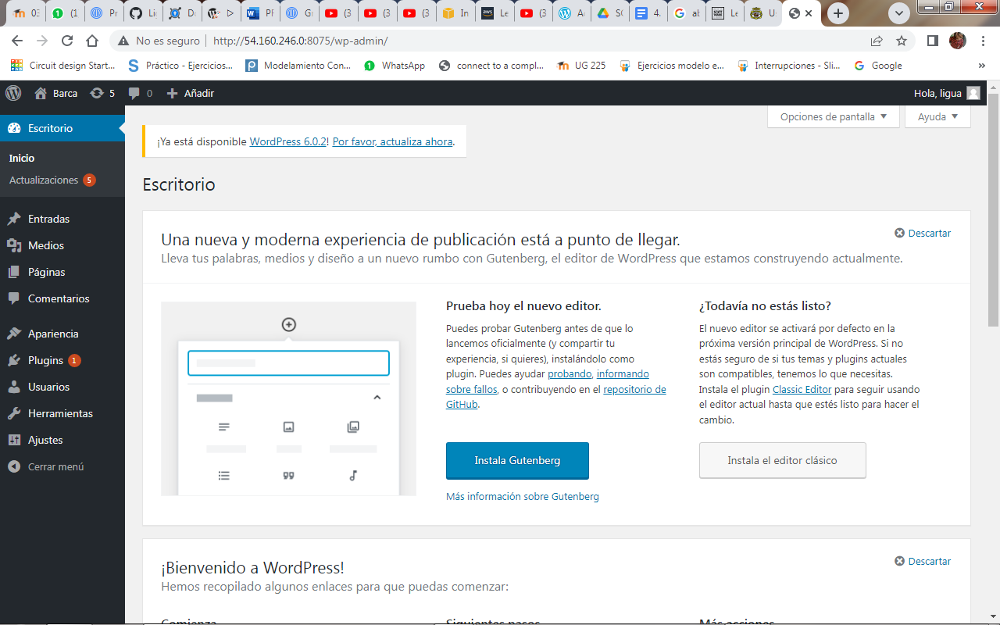 03
(1
Pr
Li
D
PF
G
(3
(3
(3
In
Le
(3
A
SC
4.
al
Le
U
No es seguro http://54.160.246.0:8075/wp-admin/
Circuit design Start... Práctico - Ejercicios... Modelamiento Con... WhatsApp connect to a compl... UG 225 Ejercicios modelo e... Interrupciones - Sli... Google »
Barca 5 0 Añadir Hola, ligua
Opciones de pantalla Ayuda
Escritorio
Inicio
Actualizaciones 5
Entradas
Medios
Páginas
Comentarios
Apariencia
Plugins 1
Usuarios
Herramientas
Ajustes
Cerrar menú
¡Ya está disponible WordPress 6.0.2! Por favor, actualiza ahora.
Escritorio
Una nueva y moderna experiencia de publicación está a punto de llegar.
Descartar
Lleva tus palabras, medios y diseño a un nuevo rumbo con Gutenberg, el editor de WordPress que estamos construyendo actualmente.
Prueba hoy el nuevo editor.
Puedes probar Gutenberg antes de que lo
lancemos oficialmente (y compartir tu
experiencia, si quieres), instalándolo como
plugin. Puedes ayudar probando, informando
sobre fallos, o contribuyendo en el repositorio de
GitHub.
Instala Gutenberg
Más información sobre Gutenberg
¿Todavía no estás listo?
El nuevo editor se activará por defecto en la
próxima versión principal de WordPress. Si no
estás seguro de si tus temas y plugins actuales
son compatibles, tenemos lo que necesitas.
Instala el plugin Classic Editor para seguir usando
el editor actual hasta que estés listo para hacer el
cambio.
Instala el editor clásico
¡Bienvenido a WordPress!
Descartar
Hemos recopilado algunos enlaces para que puedas comenzar:
Comienza Siguientes pasos Más acciones